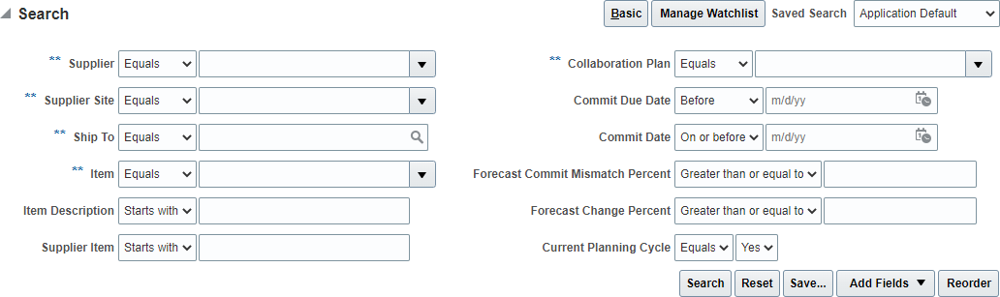 Search Basic Manage Watchlist Saved Search Application Default
** Supplier Equals ** Collaboration Plan Equals
** Supplier Site Equals Commit Due Date Before m/d/yy
** Ship To Equals Commit Date On or before m/d/yy
** Item Equals Forecast Commit Mismatch Percent Greater than or equal to
Item Description Starts with Forecast Change Percent Greater than or equal to
Supplier Item Starts with Current Planning Cycle Equals Yes
Search Reset Save... Add Fields Reorder